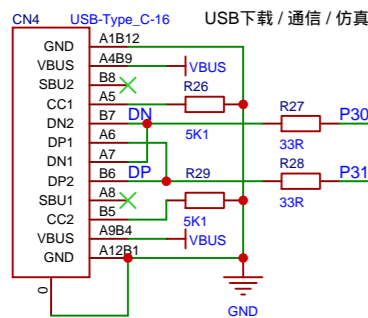 CN4 USB-Type_C-16 USB下载 / 通信 / 仿真
GND A1B12
VBUS A4B9 VBUS
SBU2 B8 R26
CC1 A5 5K1
DN2 B7 DN R27 33R P30
DP1 A6
DN1 A7 R28
DP2 B6 DP R29 33R P31
SBU1 A8
CC2 B5 5K1
VBUS A9B4 VBUS
GND A12B1
0
GND